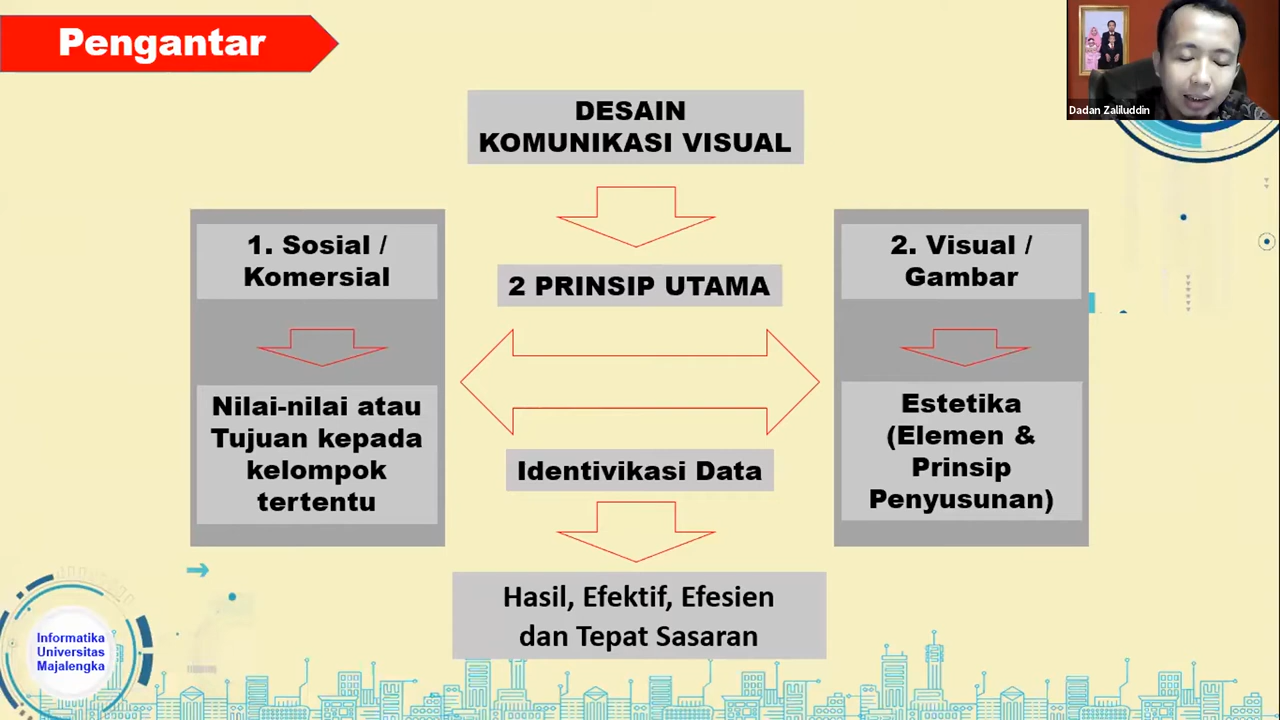 Pengantar
Dadan Zaliluddin
DESAIN
KOMUNIKASI VISUAL
1. Sosial /
Komersial
2 PRINSIP UTAMA
2. Visual /
Gambar
Nilai-nilai atau
Tujuan kepada
kelompok
tertentu
Identivikasi Data
Estetika
(Elemen &
Prinsip
Penyusunan)
Hasil, Efektif, Efesien
dan Tepat Sasaran
Informatika
Universitas
Majalengka